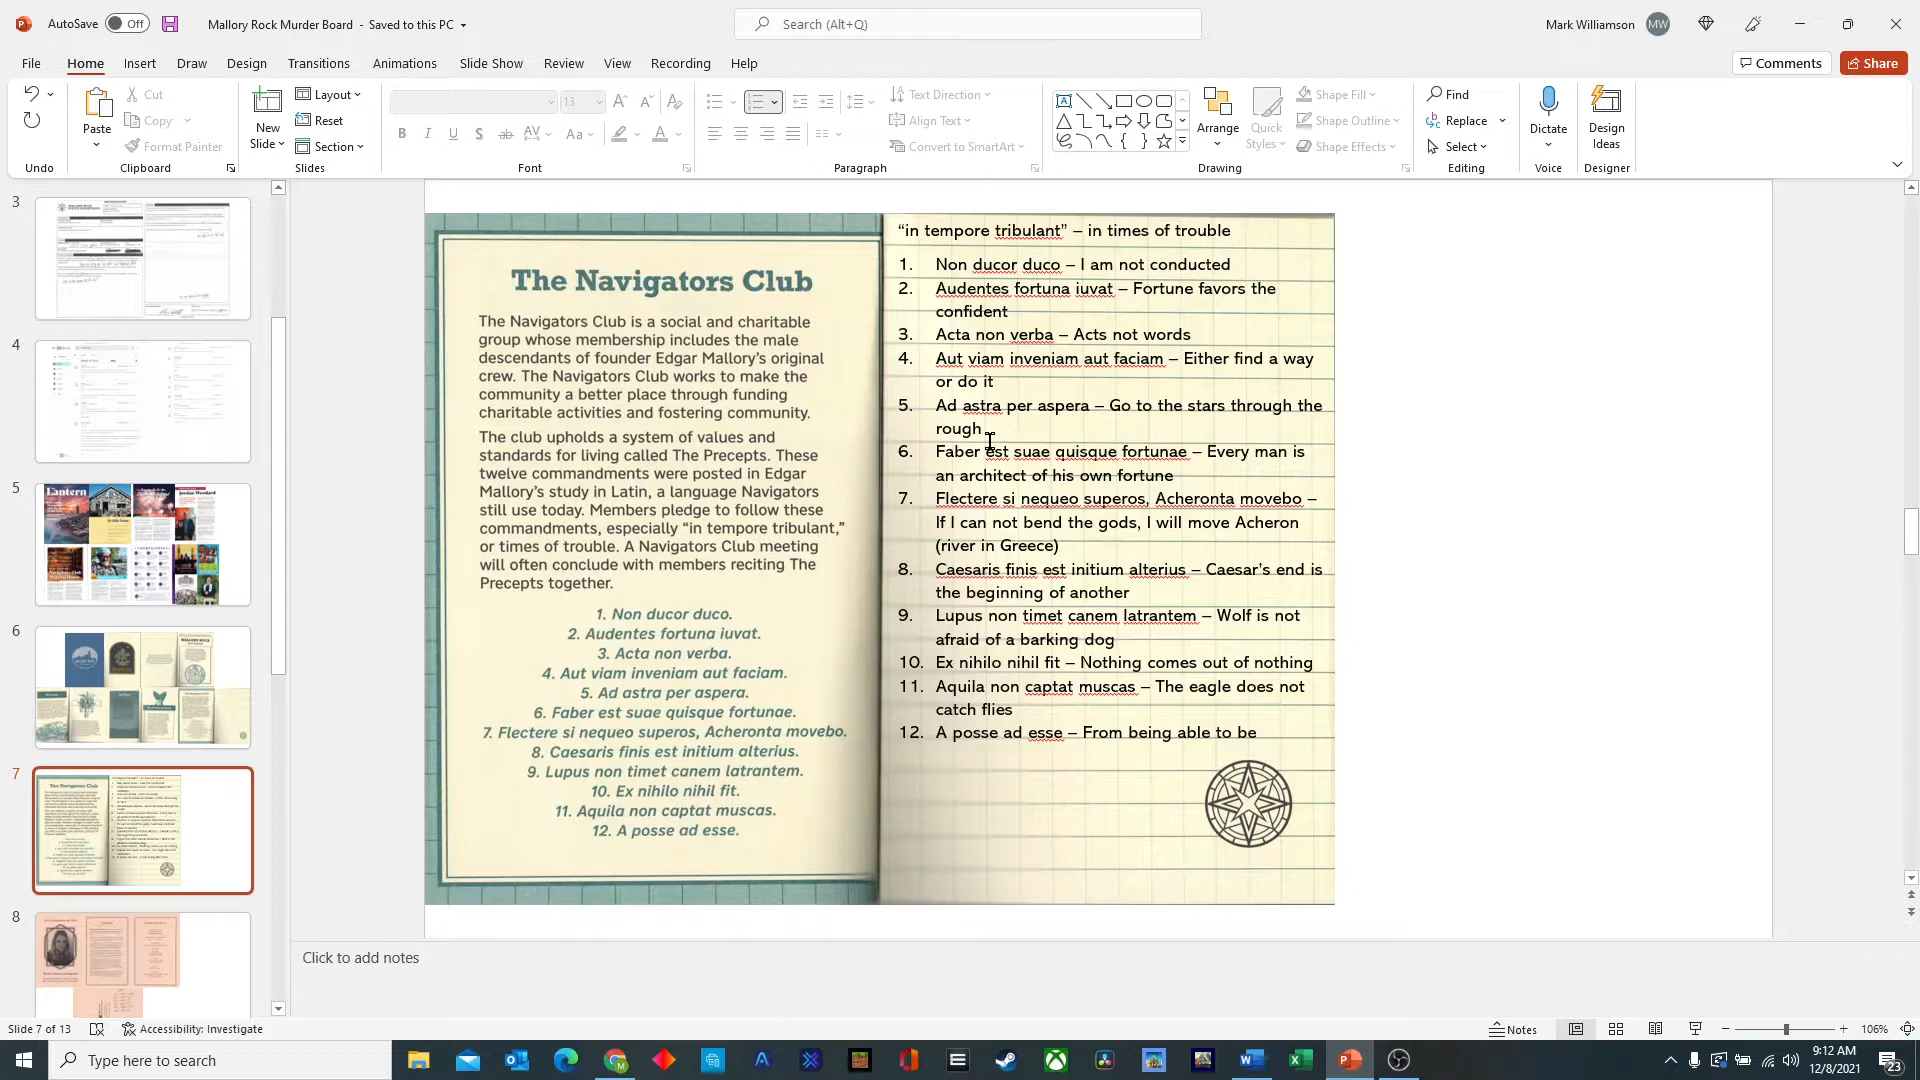 AutoSave Off
Mallory Rock Murder Board - Saved to this PC
Search (Alt+Q)
Mark Williamson MW
File Home Insert Draw Design Transitions Animations Slide Show Review View Recording Help
Comments Share
Undo
Paste Cut Copy Format Painter
Clipboard
New Slide Layout Reset Section
Slides
13
Font
Text Direction
Align Text
Convert to SmartArt
Paragraph
Arrange Quick Styles Shape Fill Shape Outline Shape Effects
Drawing
Find
Replace
Select
Editing
Dictate
Voice
Design Ideas
Designer
3
4
5
Lantern
Jordan Woodard
6
7
8
The Navigators Club
The Navigators Club is a social and charitable
group whose membership includes the male
descendants of founder Edgar Mallory’s original
crew. The Navigators Club works to make the
community a better place through funding
charitable activities and fostering community.
The club upholds a system of values and
standards for living called The Precepts. These
twelve commandments were posted in Edgar
Mallory’s study in Latin, a language Navigators
still use today. Members pledge to follow these
commandments, especially “in tempore tribulant,”
or times of trouble. A Navigators Club meeting
will often conclude with members reciting The
Precepts together.
1. Non ducor duco.
2. Audentes fortuna iuvat.
3. Acta non verba.
4. Aut viam inveniam aut faciam.
5. Ad astra per aspera.
6. Faber est suae quisque fortunae.
7. Flectere si nequeo superos, Acheronta movebo.
8. Caesaris finis est initium alterius.
9. Lupus non timet canem latrantem.
10. Ex nihilo nihil fit.
11. Aquila non captat muscas.
12. A posse ad esse.
“in tempore tribulant” – in times of trouble
1. Non ducor duco – I am not conducted
2. Audentes fortuna iuvat – Fortune favors the
confident
3. Acta non verba – Acts not words
4. Aut viam inveniam aut faciam – Either find a way
or do it
5. Ad astra per aspera – Go to the stars through the
rough
6. Faber est suae quisque fortunae – Every man is
an architect of his own fortune
7. Flectere si nequeo superos, Acheronta movebo –
If I can not bend the gods, I will move Acheron
(river in Greece)
8. Caesaris finis est initium alterius – Caesar’s end is
the beginning of another
9. Lupus non timet canem latrantem – Wolf is not
afraid of a barking dog
10. Ex nihilo nihil fit – Nothing comes out of nothing
11. Aquila non captat muscas – The eagle does not
catch flies
12. A posse ad esse – From being able to be
Click to add notes
Slide 7 of 13 Accessibility: Investigate
Notes 106%
Type here to search
9:12 AM
12/8/2021
23